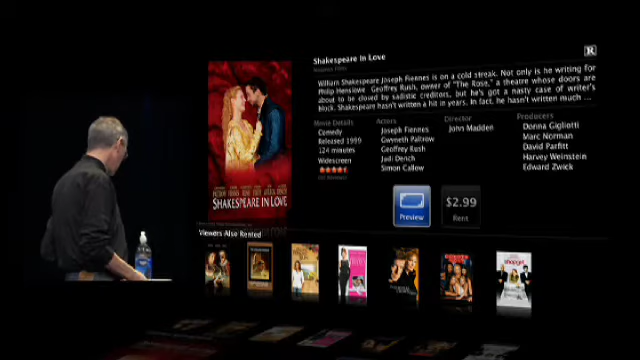 Shakespeare In Love
R
William Shakespeare Joseph Fiennes is on a cold streak. Not only is he writing for
Philip Henslowe Geoffrey Rush, owner of "The Rose," a theatre whose doors are
about to be closed by sadistic creditors, but he's got a nasty case of writer's
block. Shakespeare hasn't written a hit in years. In fact, he hasn't written much ...
Movie Details
Comedy
Released 1999
124 minutes
Widescreen
Actors
Joseph Fiennes
Gwyneth Paltrow
Geoffrey Rush
Judi Dench
Simon Callow
Director
John Madden
Producers
Donna Gigliotti
Marc Norman
David Parfitt
Harvey Weinstein
Edward Zwick
SHAKESPEARE IN LOVE
Preview
$2.99
Rent
Viewers Also Rented